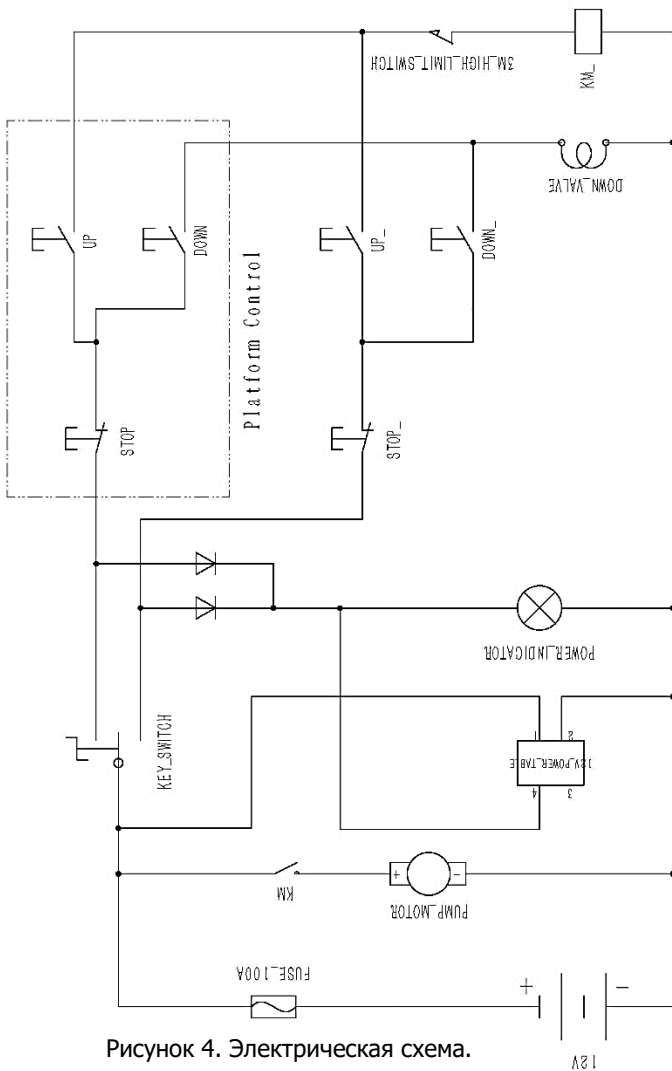 3M_HIGH_LIMIT_SWITCH
KM_
DOWN_VALVE
UP
DOWN
UP_
DOWN_
Platform Control
STOP
STOP_
POWER_INDICATOR
KEY_SWITCH
1
2
12V_POWER_TABLE
4
3
KM
+
-
PUMP_MOTOR
FUSE_100A
+
-
12V
Рисунок 4. Электрическая схема.